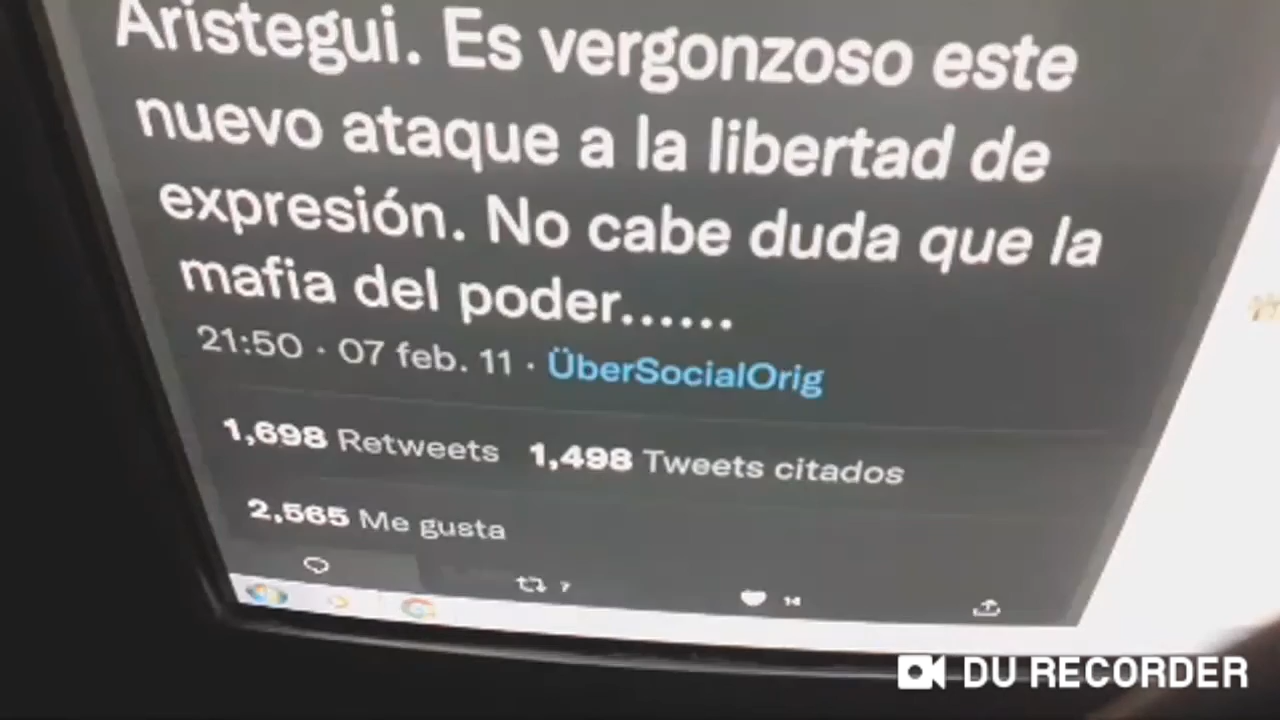 Aristegui. Es vergonzoso este
nuevo ataque a la libertad de
expresión. No cabe duda que la
mafia del poder......
21:50 · 07 feb. 11 · ÜberSocialOrig
1,698 Retweets 1,498 Tweets citados
2,565 Me gusta
7 14
DU RECORDER